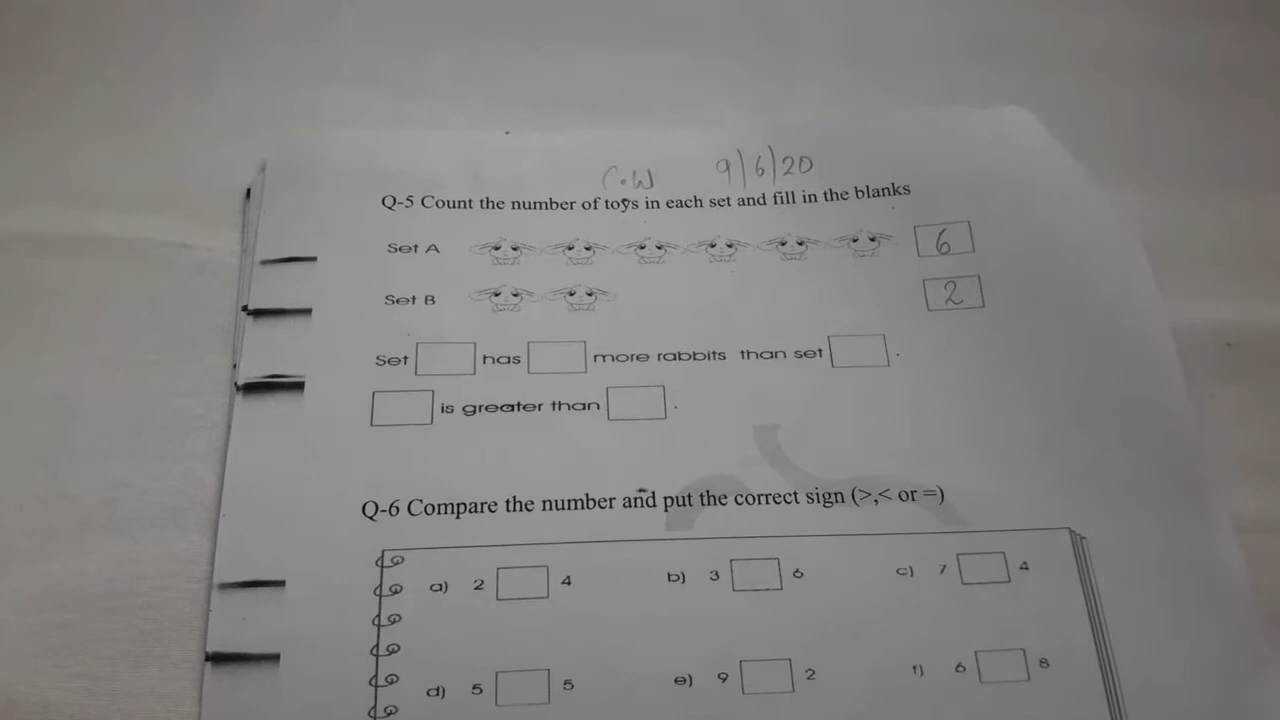 C.W 9/6/20
Q-5 Count the number of toys in each set and fill in the blanks
Set A 6
Set B 2
Set has more rabbits than set .
is greater than .
Q-6 Compare the number and put the correct sign (>,< or =)
a) 2 4 b) 3 6 c) 7 4
d) 5 5 e) 9 2 f) 6 8